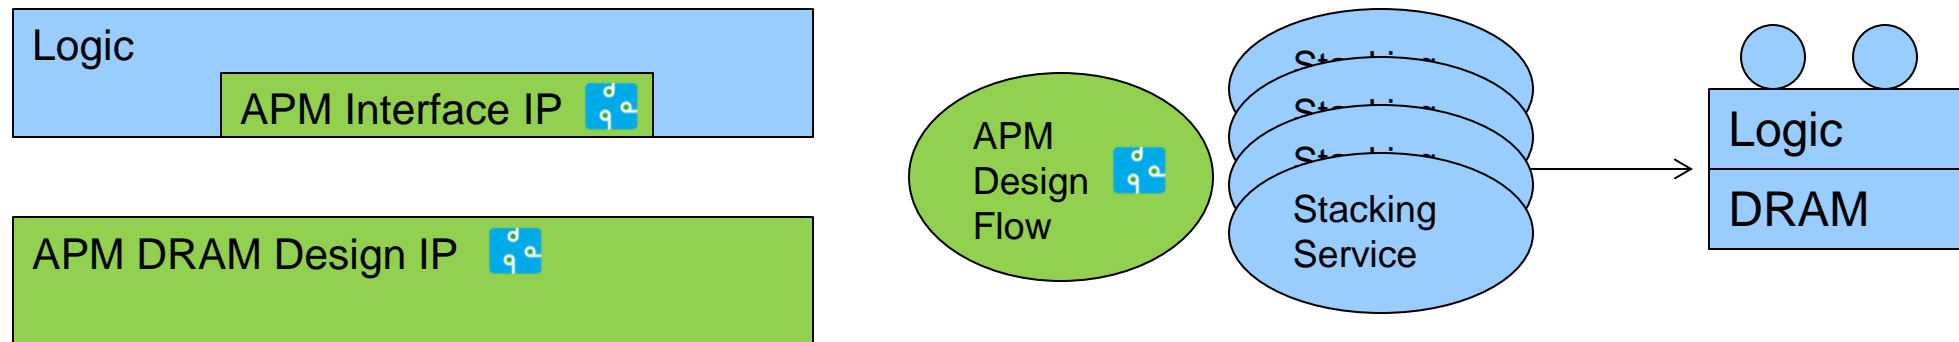 Logic
APM Interface IP
APM DRAM Design IP
APM
Design
Flow
Stacking
Service
Logic
DRAM